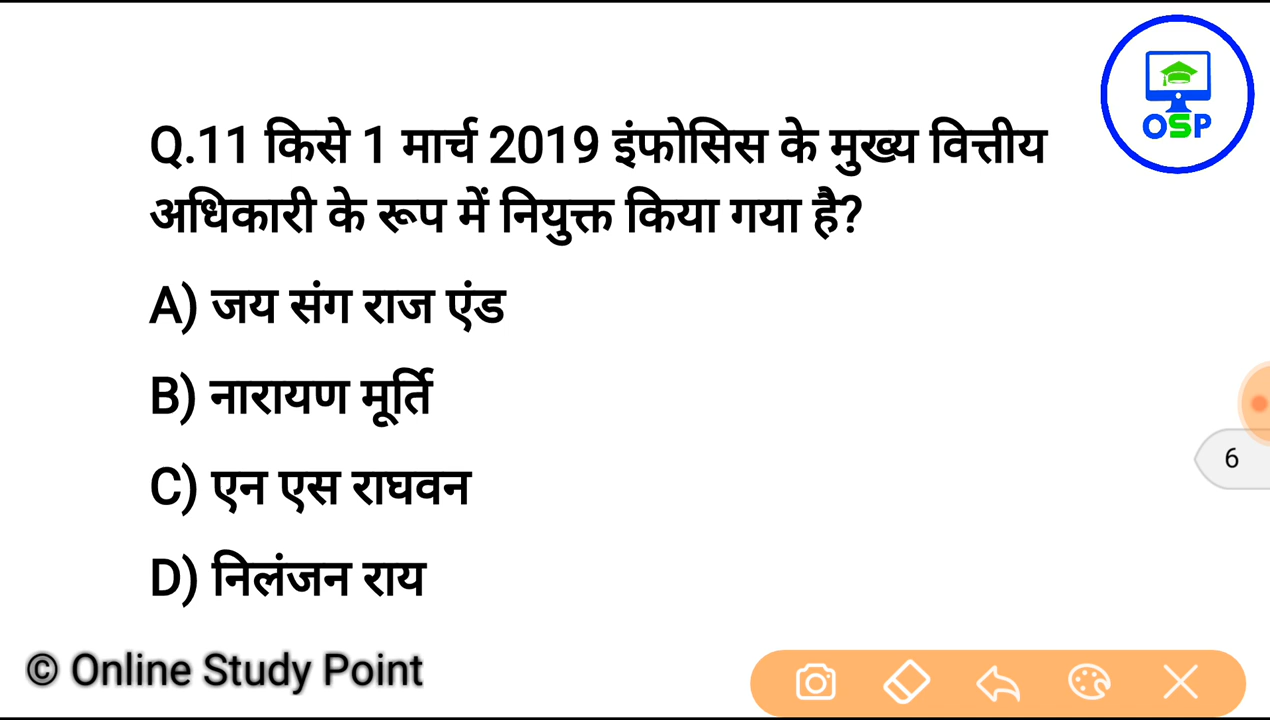 OSP
Q.11 किसे 1 मार्च 2019 इंफोसिस के मुख्य वित्तीय
अधिकारी के रूप में नियुक्त किया गया है?
A) जय संग राज एंड
B) नारायण मूर्ति
C) एन एस राघवन
6
D) निलंजन राय
© Online Study Point